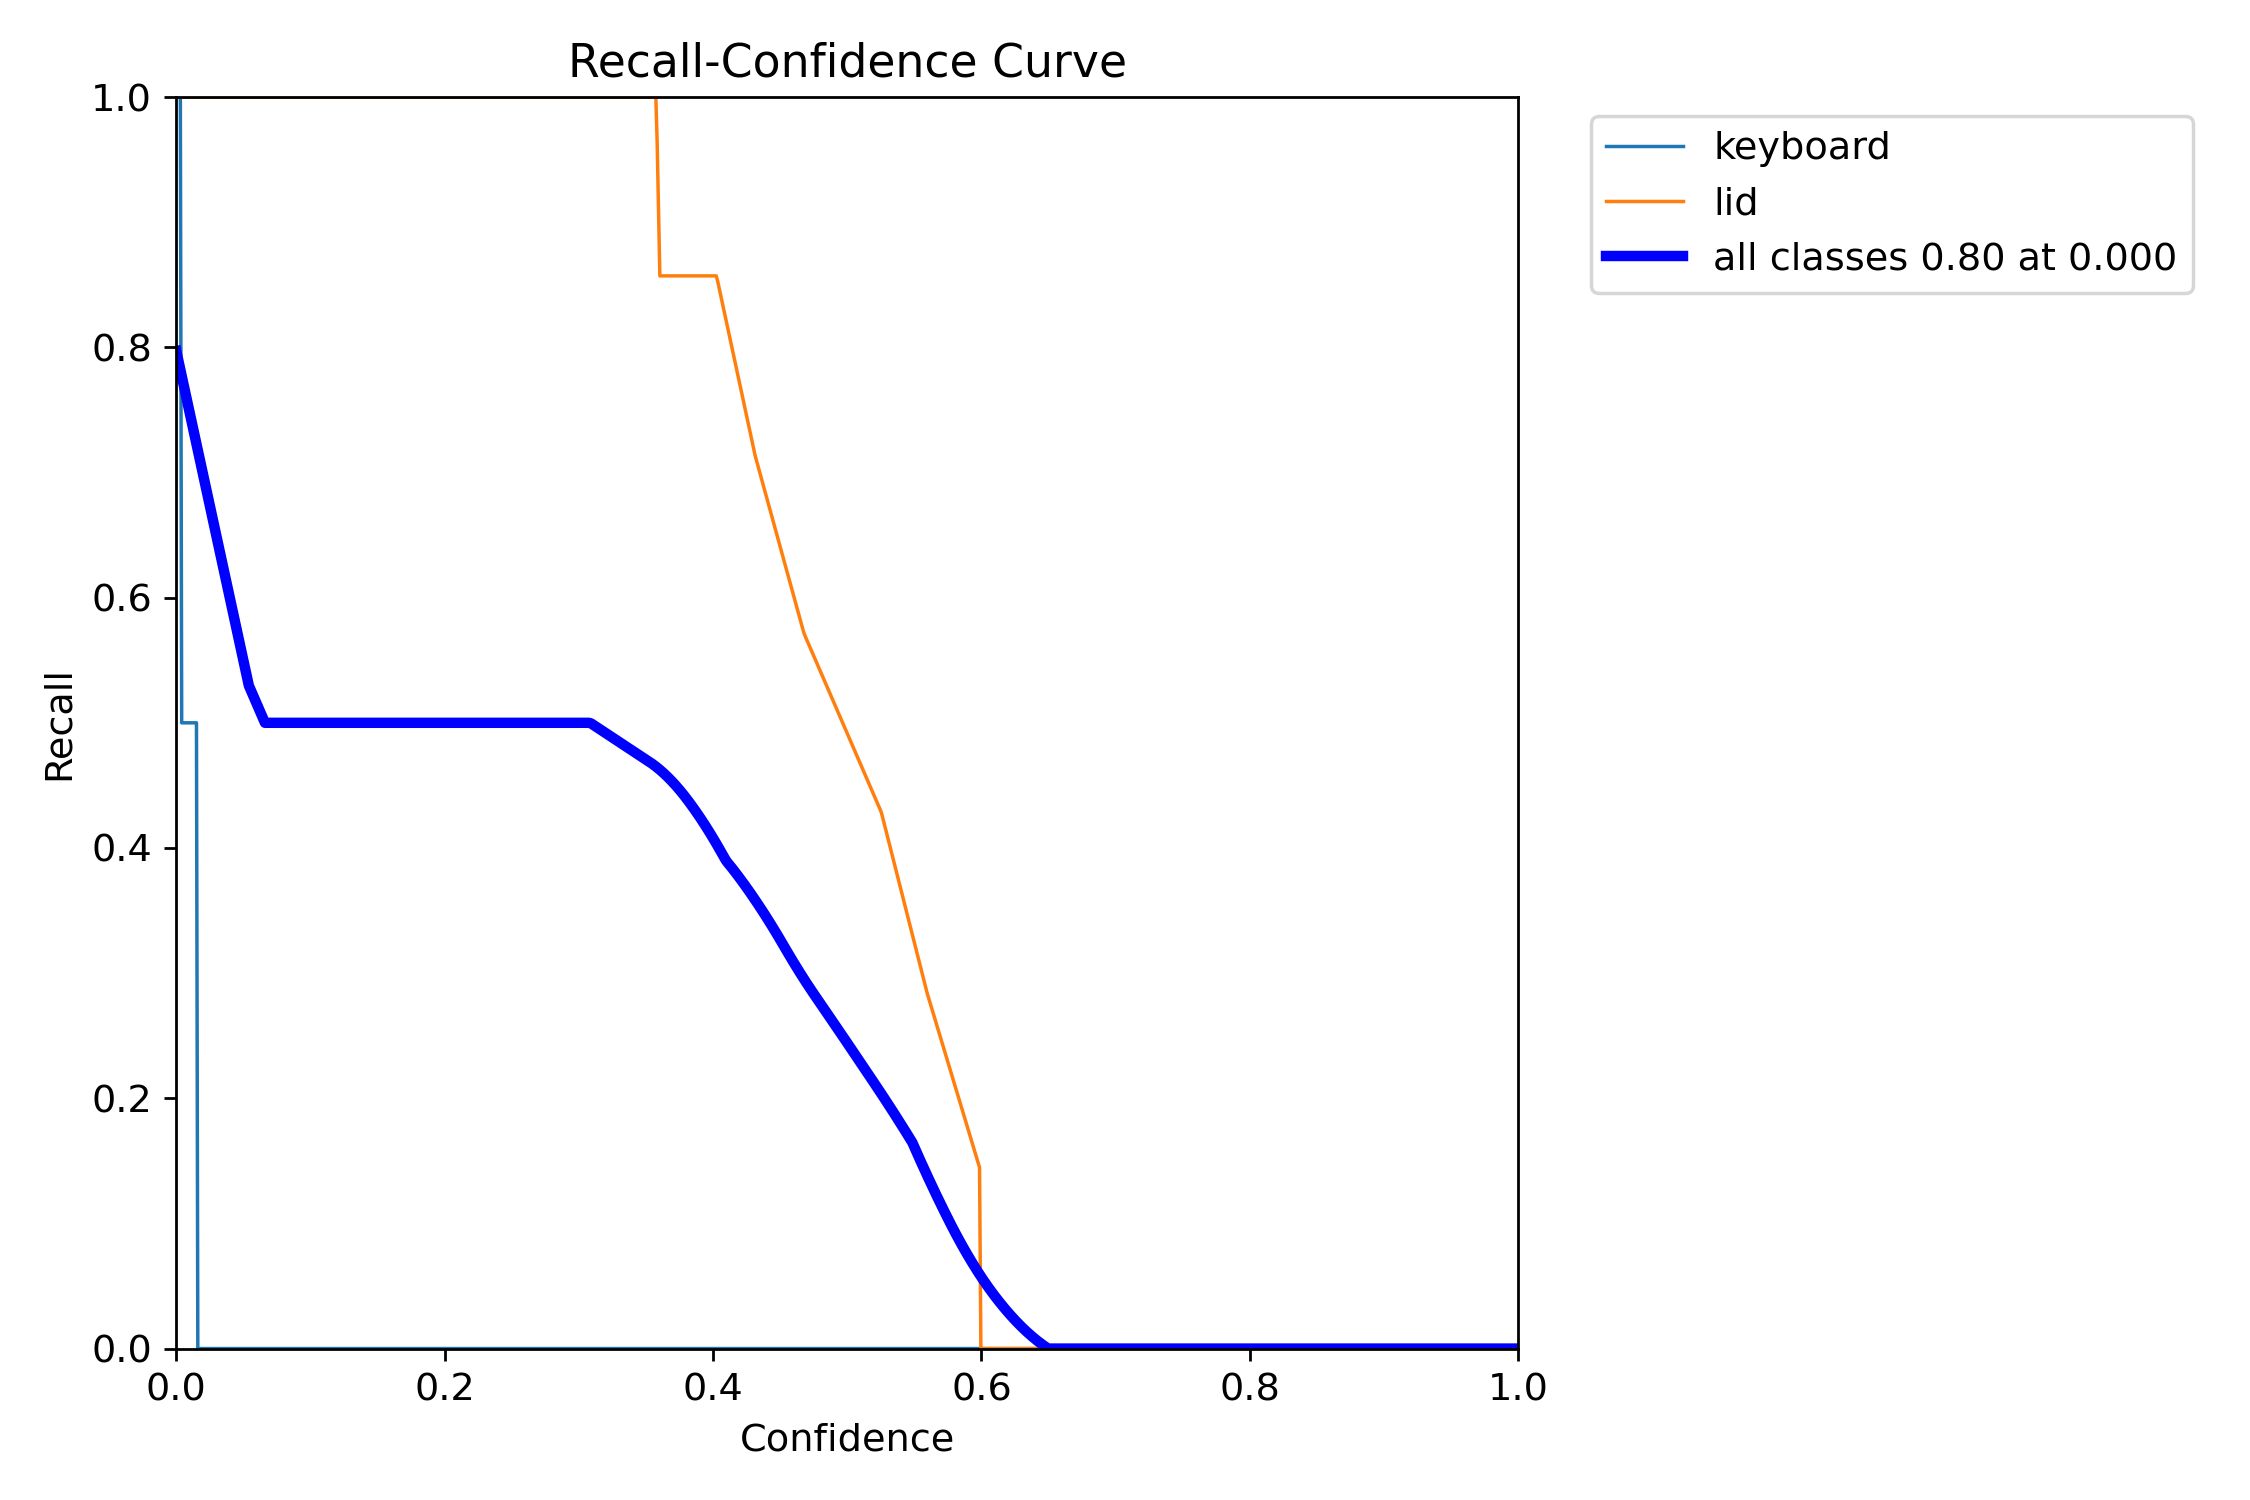 Recall-Confidence Curve
1.0
0.8
0.6
0.4
0.2
0.0
Recall
0.0 0.2 0.4 0.6 0.8 1.0
Confidence
keyboard
lid
all classes 0.80 at 0.000